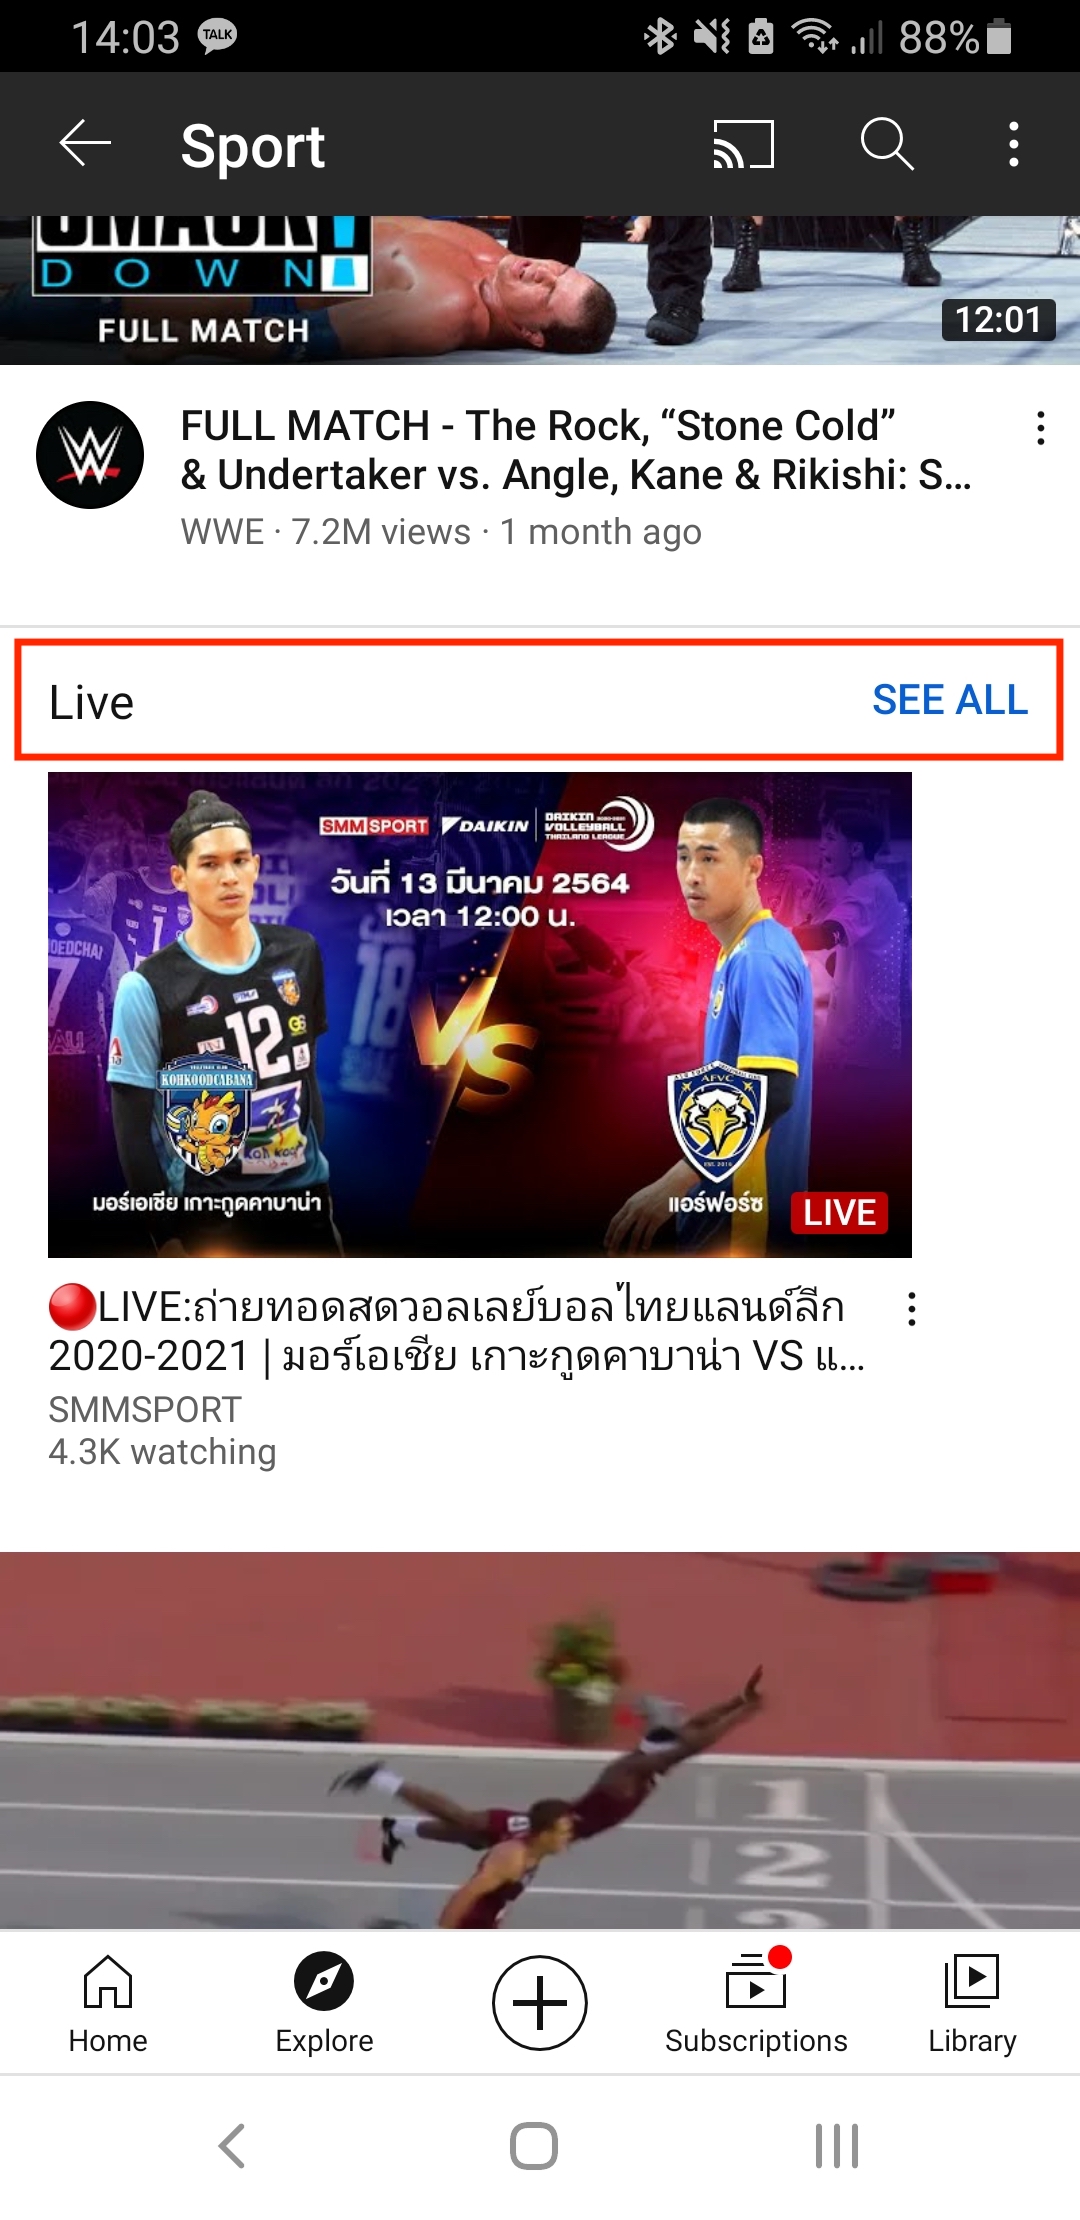 14:03 TALK 88%
Sport
SMACK!
DOWN
FULL MATCH
12:01
FULL MATCH - The Rock, “Stone Cold”
& Undertaker vs. Angle, Kane & Rikishi: S...
WWE · 7.2M views · 1 month ago
Live SEE ALL
SMMSPORT DAIKIN DAIKIN VOLLEYBALL THAILAND LEAGUE
วันที่ 13 มีนาคม 2564
เวลา 12:00 น.
18
VS
12
KOHKOODCABANA
AFVC
มอร์เอเชีย เกาะกูดคาบาน่า
แอร์ฟอร์ซ
LIVE
🔴LIVE:ถ่ายทอดสดวอลเลย์บอลไทยแลนด์ลีก
2020-2021 | มอร์เอเชีย เกาะกูดคาบาน่า VS แ...
SMMSPORT
4.3K watching
1
2
3
Home Explore Subscriptions Library